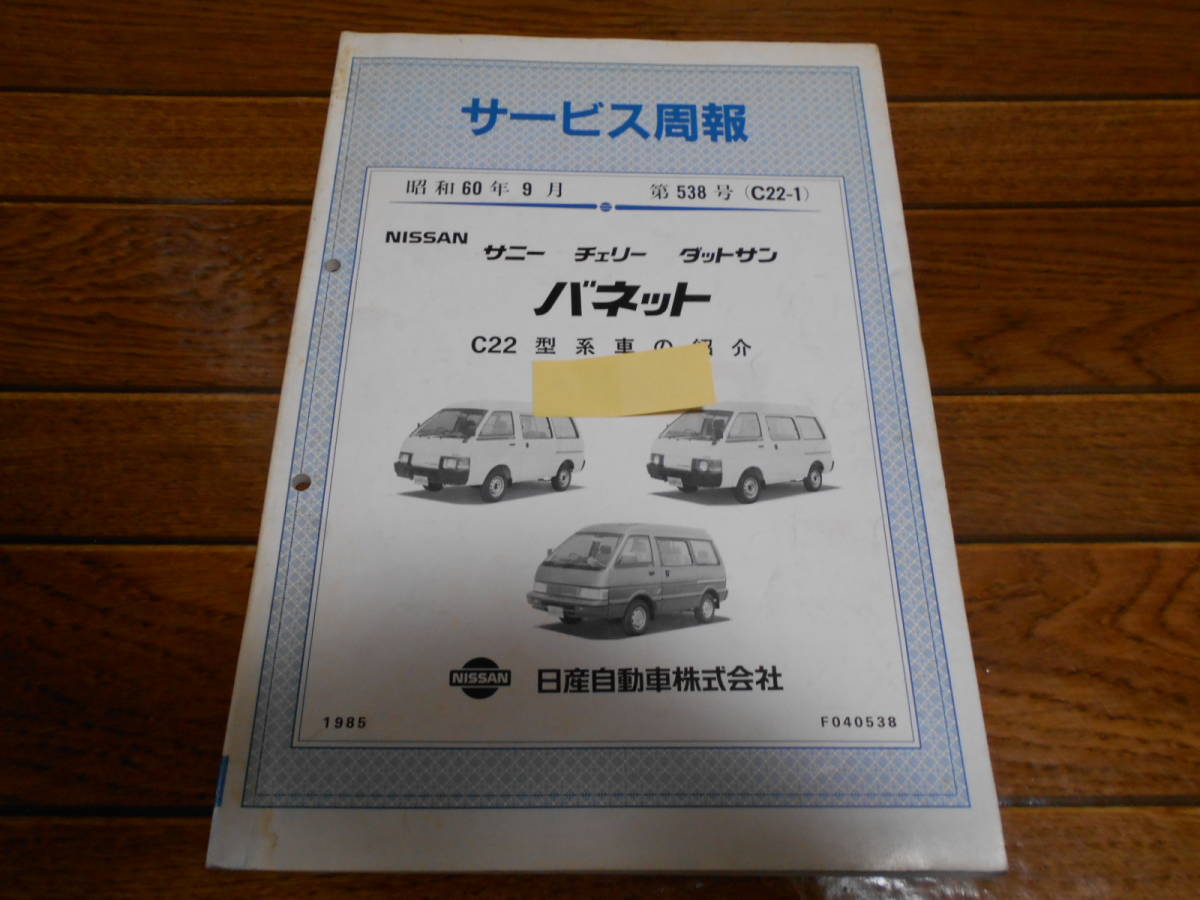 サービス周報
昭和60年9月 第538号(C22-1)
NISSAN サニー チェリー ダットサン
バネット
C22型系車の紹介
NISSAN 日産自動車株式会社
1985 F040538